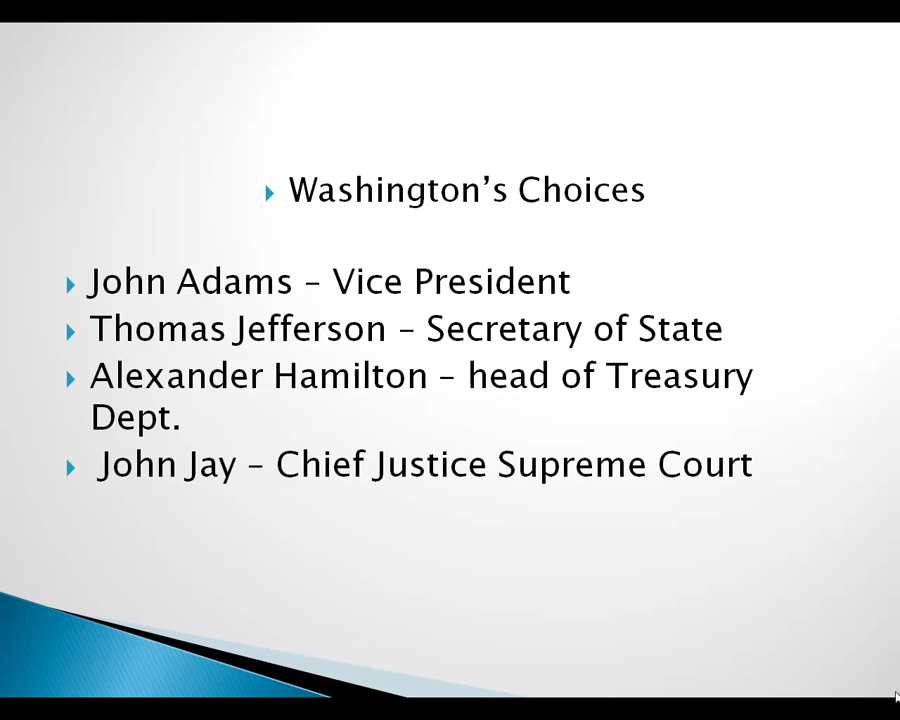 Washington’s Choices
John Adams – Vice President
Thomas Jefferson – Secretary of State
Alexander Hamilton – head of Treasury
Dept.
John Jay – Chief Justice Supreme Court